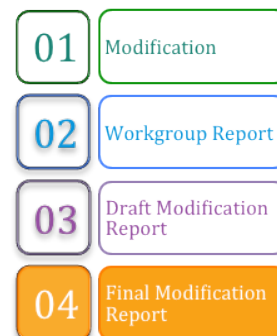 01 Modification
02 Workgroup Report
03 Draft Modification
Report
04 Final Modification
Report